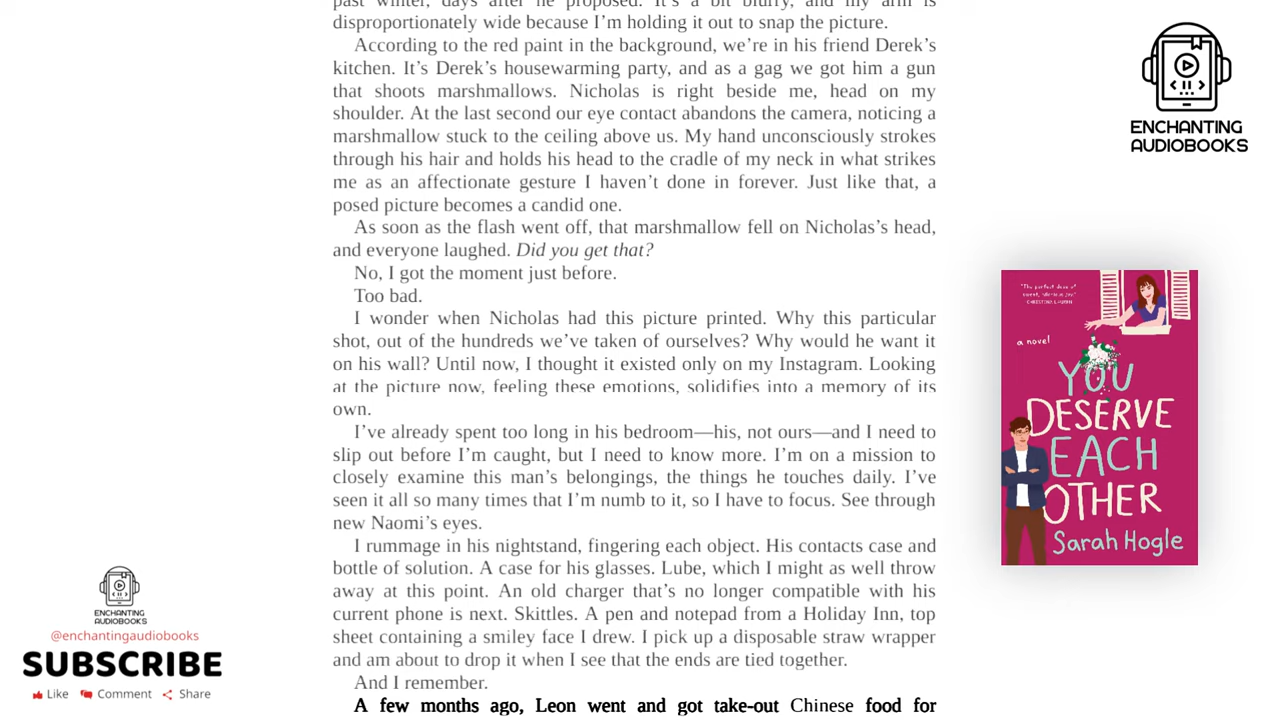 past winter, days after he proposed. It's a bit blurry, and my arm is
disproportionately wide because I'm holding it out to snap the picture.
According to the red paint in the background, we're in his friend Derek's
kitchen. It's Derek's housewarming party, and as a gag we got him a gun
that shoots marshmallows. Nicholas is right beside me, head on my
shoulder. At the last second our eye contact abandons the camera, noticing a
marshmallow stuck to the ceiling above us. My hand unconsciously strokes
through his hair and holds his head to the cradle of my neck in what strikes
me as an affectionate gesture I haven't done in forever. Just like that, a
posed picture becomes a candid one.
As soon as the flash went off, that marshmallow fell on Nicholas's head,
and everyone laughed. Did you get that?
No, I got the moment just before.
Too bad.
I wonder when Nicholas had this picture printed. Why this particular
shot, out of the hundreds we've taken of ourselves? Why would he want it
on his wall? Until now, I thought it existed only on my Instagram. Looking
at the picture now, feeling these emotions, solidifies into a memory of its
own.
I've already spent too long in his bedroom—his, not ours—and I need to
slip out before I'm caught, but I need to know more. I'm on a mission to
closely examine this man's belongings, the things he touches daily. I've
seen it all so many times that I'm numb to it, so I have to focus. See through
new Naomi's eyes.
I rummage in his nightstand, fingering each object. His contacts case and
bottle of solution. A case for his glasses. Lube, which I might as well throw
away at this point. An old charger that's no longer compatible with his
current phone is next. Skittles. A pen and notepad from a Holiday Inn, top
sheet containing a smiley face I drew. I pick up a disposable straw wrapper
and am about to drop it when I see that the ends are tied together.
And I remember.
A few months ago, Leon went and got take-out Chinese food for
ENCHANTING
AUDIOBOOKS
"The perfect dose of
CHRISTINA LAUREN
a novel
YOU
DESERVE
EACH
OTHER
Sarah Hogle
ENCHANTING
AUDIOBOOKS
@enchantingaudiobooks
SUBSCRIBE
Like Comment Share